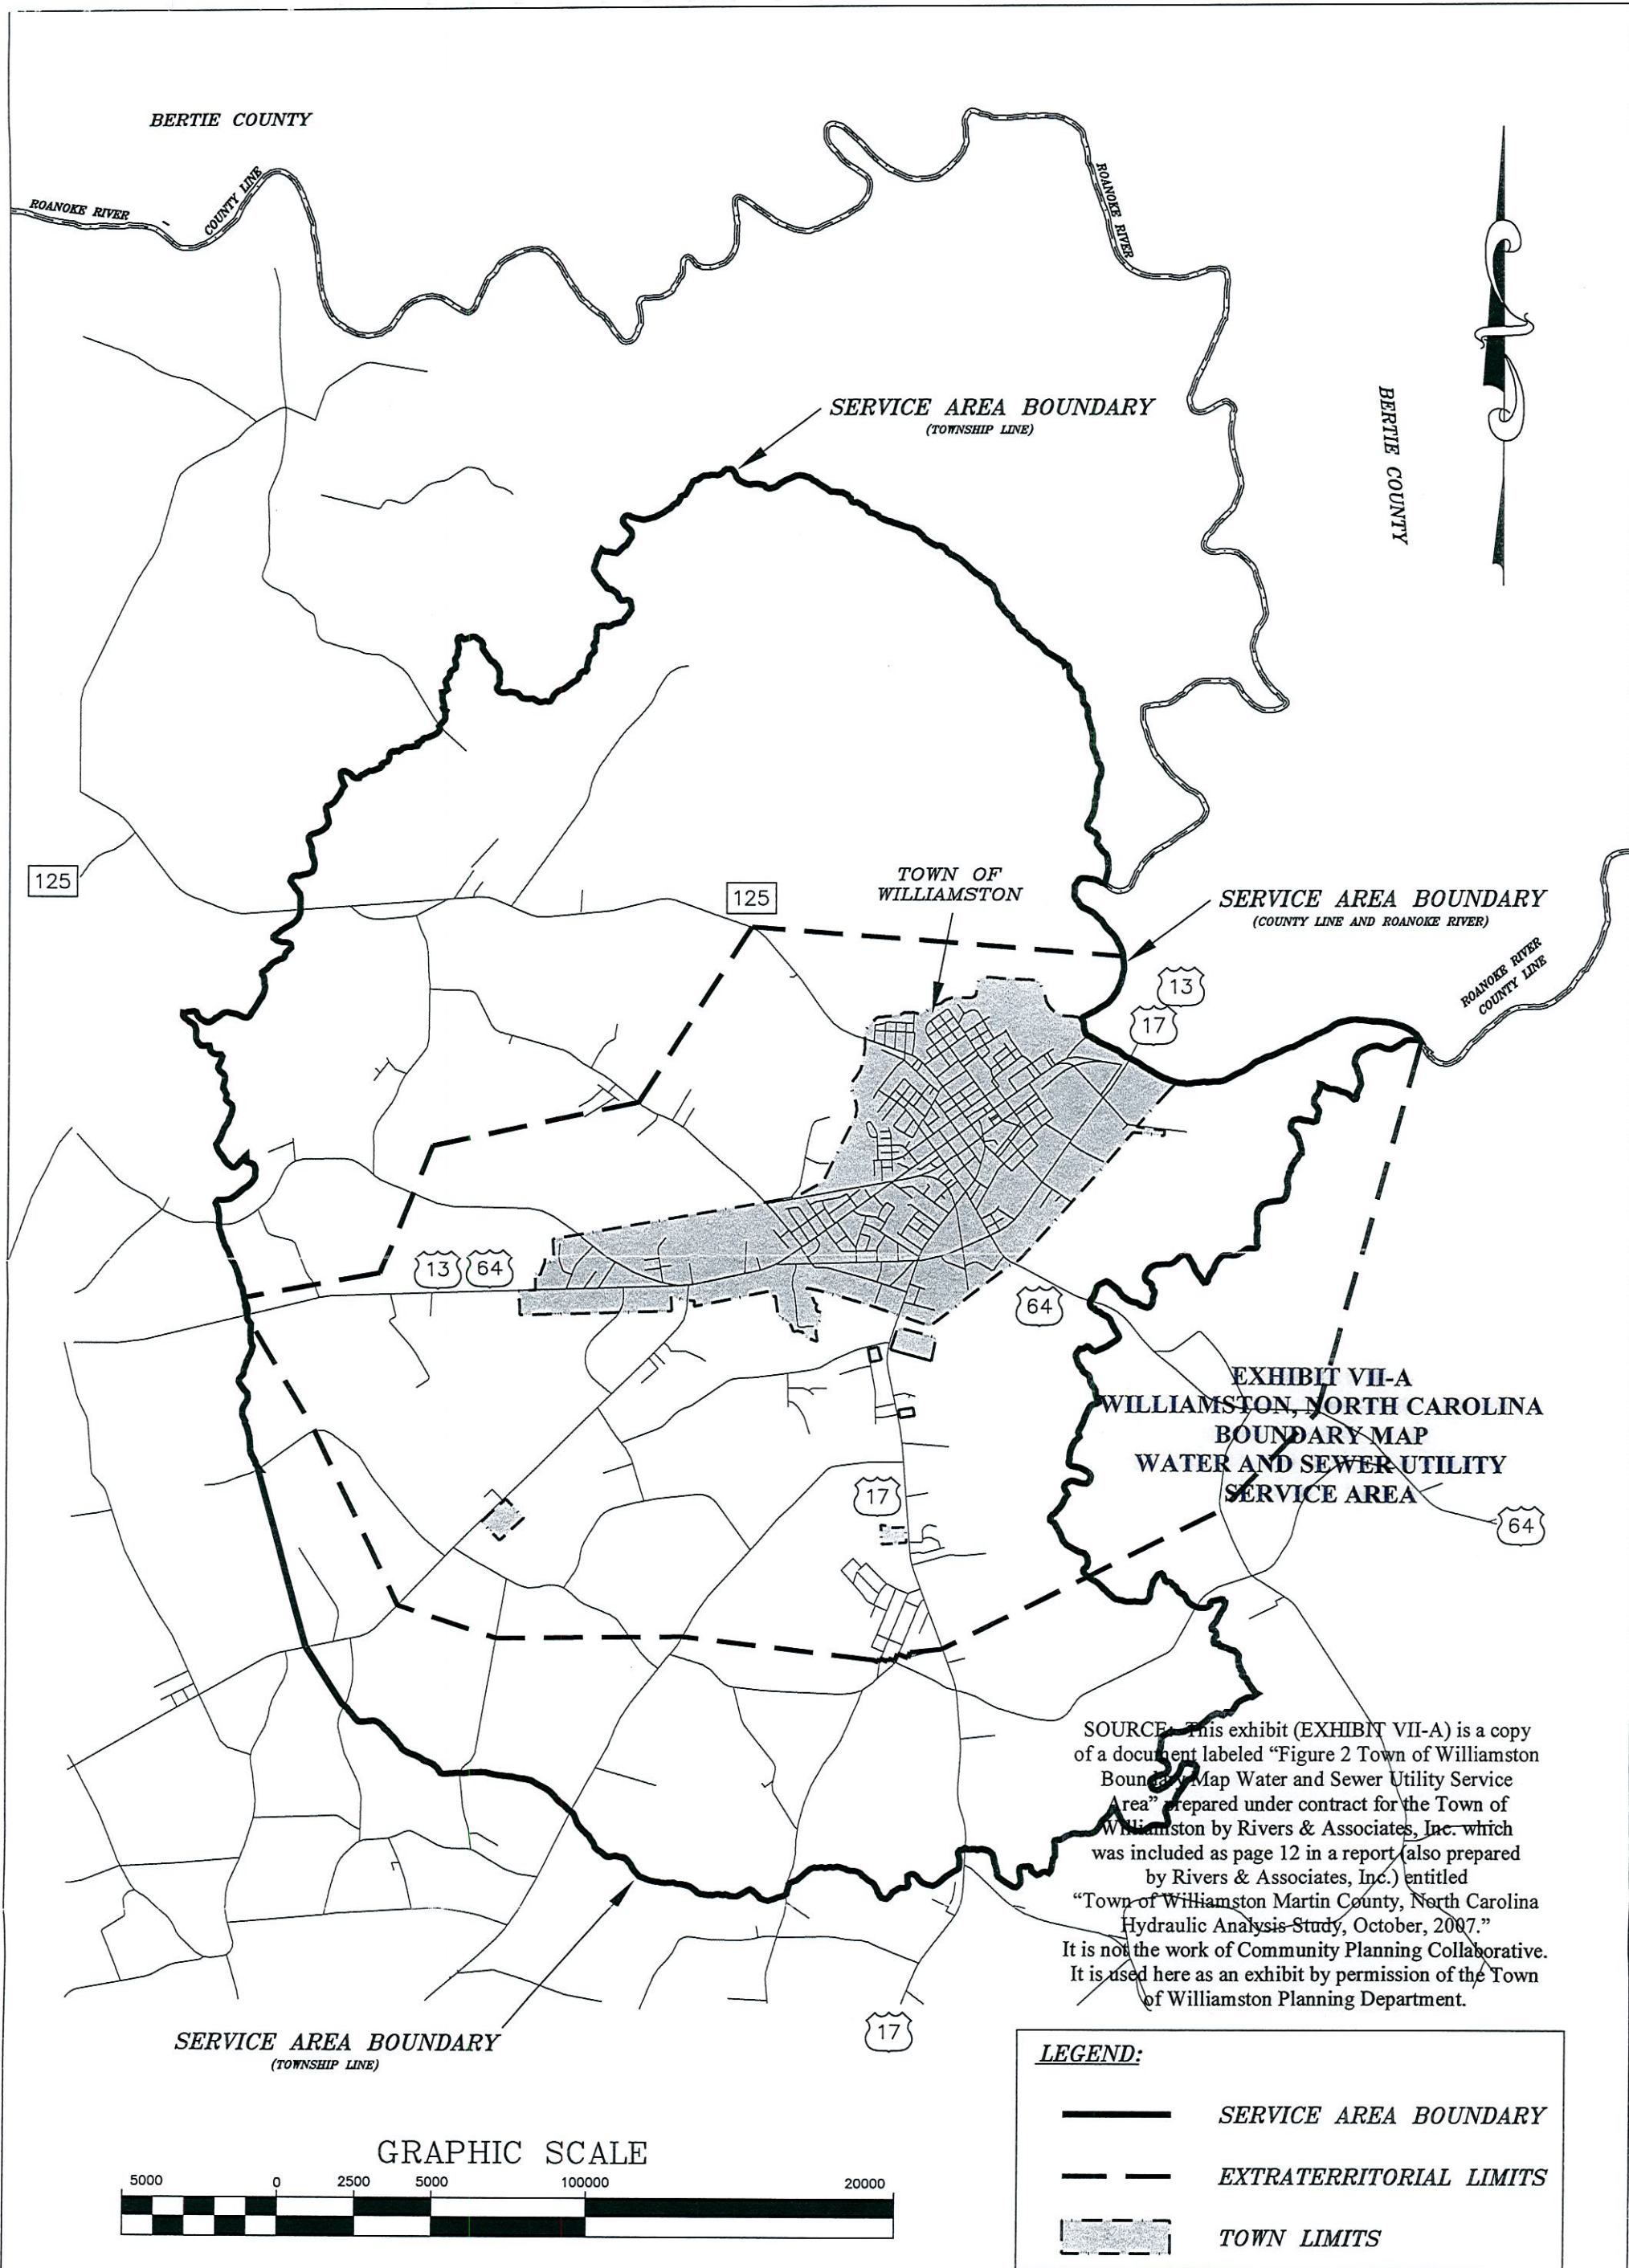 BERTIE COUNTY
ROANOKE RIVER
COUNTY LINE
ROANOKE RIVER
BERTIE COUNTY
SERVICE AREA BOUNDARY
(TOWNSHIP LINE)
125
125
TOWN OF
WILLIAMSTON
SERVICE AREA BOUNDARY
(COUNTY LINE AND ROANOKE RIVER)
13
17
ROANOKE RIVER
COUNTY LINE
13
64
64
EXHIBIT VII-A
WILLIAMSTON, NORTH CAROLINA
BOUNDARY MAP
WATER AND SEWER UTILITY
SERVICE AREA
17
64
SOURCE: This exhibit (EXHIBIT VII-A) is a copy
of a document labeled “Figure 2 Town of Williamston
Boundary Map Water and Sewer Utility Service
Area” prepared under contract for the Town of
Williamston by Rivers & Associates, Inc. which
was included as page 12 in a report (also prepared
by Rivers & Associates, Inc.) entitled
“Town of Williamston Martin County, North Carolina
Hydraulic Analysis Study, October, 2007.”
It is not the work of Community Planning Collaborative.
It is used here as an exhibit by permission of the Town
of Williamston Planning Department.
17
SERVICE AREA BOUNDARY
(TOWNSHIP LINE)
LEGEND:
SERVICE AREA BOUNDARY
EXTRATERRITORIAL LIMITS
TOWN LIMITS
GRAPHIC SCALE
5000 0 2500 5000 100000 20000